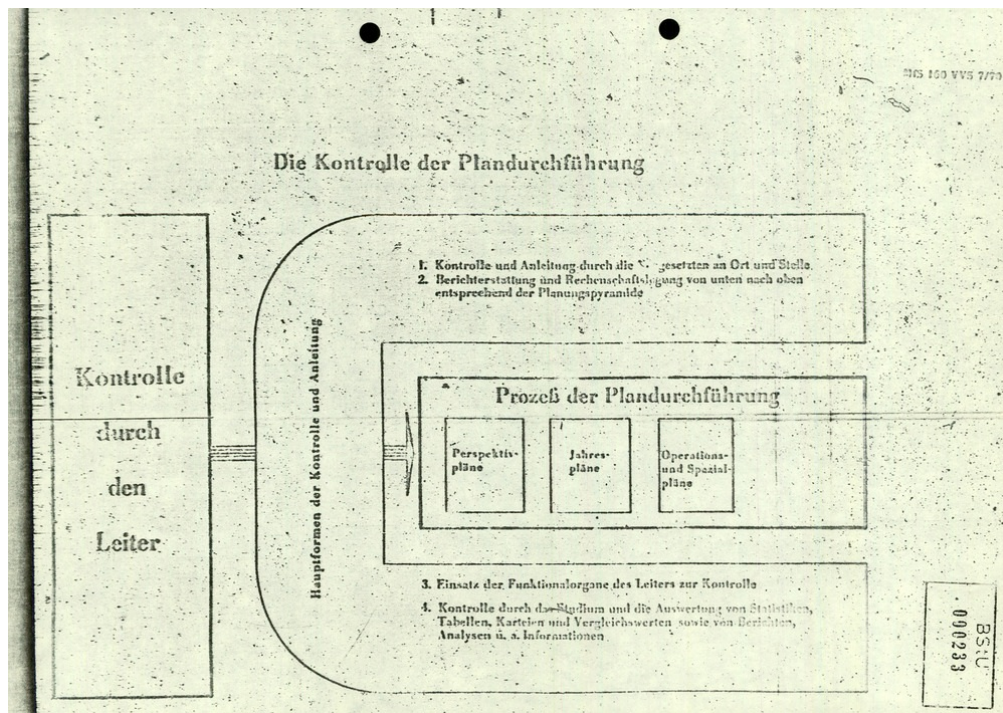 MfS 160 VVS 7/70
Die Kontrolle der Plandurchführung
Kontrolle
durch
den
Leiter
Hauptformen der Kontrolle und Anleitung
1. Kontrolle und Anleitung durch die an Ort und Stelle
2. Berichterstattung und Rechenschaftslegung von unten nach oben
entsprechend der Planungspyramide
Prozeß der Plandurchführung
Perspektiv-
pläne
Jahres-
pläne
Operations-
und Spezial-
pläne
3. Einsatz der Funktionalorgane des Leiters zur Kontrolle
4. Kontrolle durch das Studium und die Auswertung von Statistiken,
Tabellen, Karteien und Vergleichswerten sowie von Berichten,
Analysen u. a. Informationen
BStU
000233